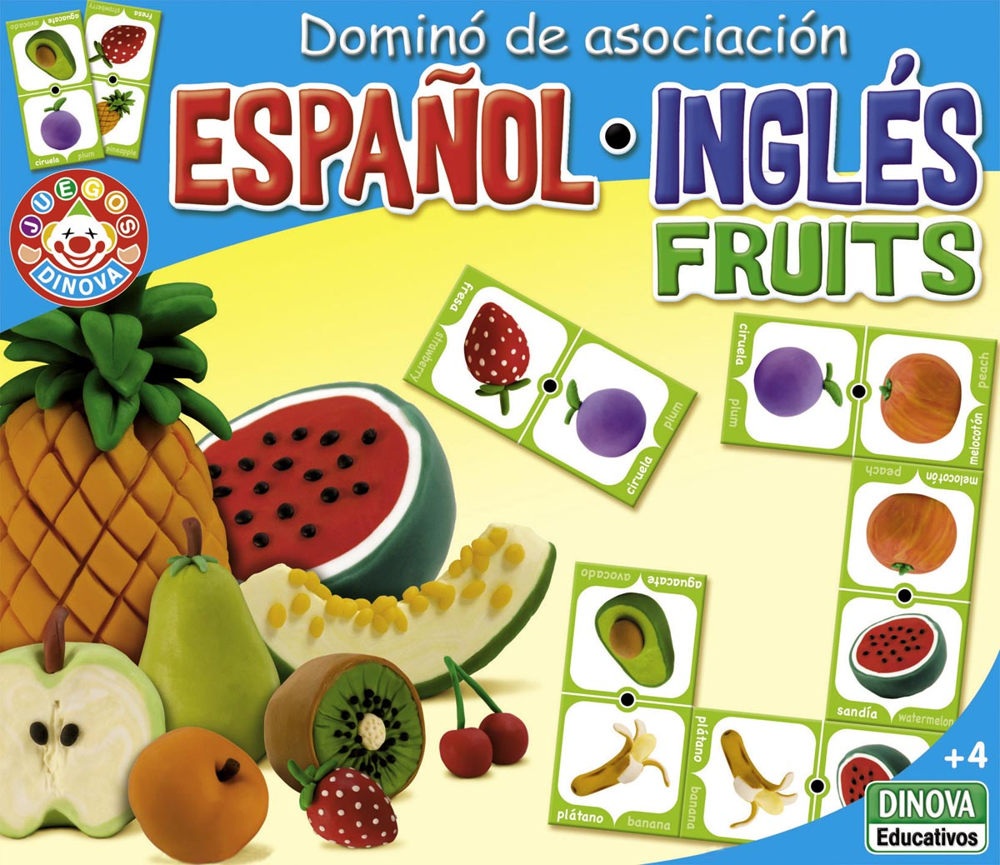 Dominó de asociación
ESPAÑOL · INGLÉS
FRUITS
avocado aguacate
ciruela plum
strawberry fresa
pineapple
JUEGOS
DINOVA
fresa strawberry
ciruela plum
ciruela plum
melocotón peach
melocotón peach
sandía watermelon
aguacate avocado
plátano banana
plátano banana
+4
DINOVA
Educativos